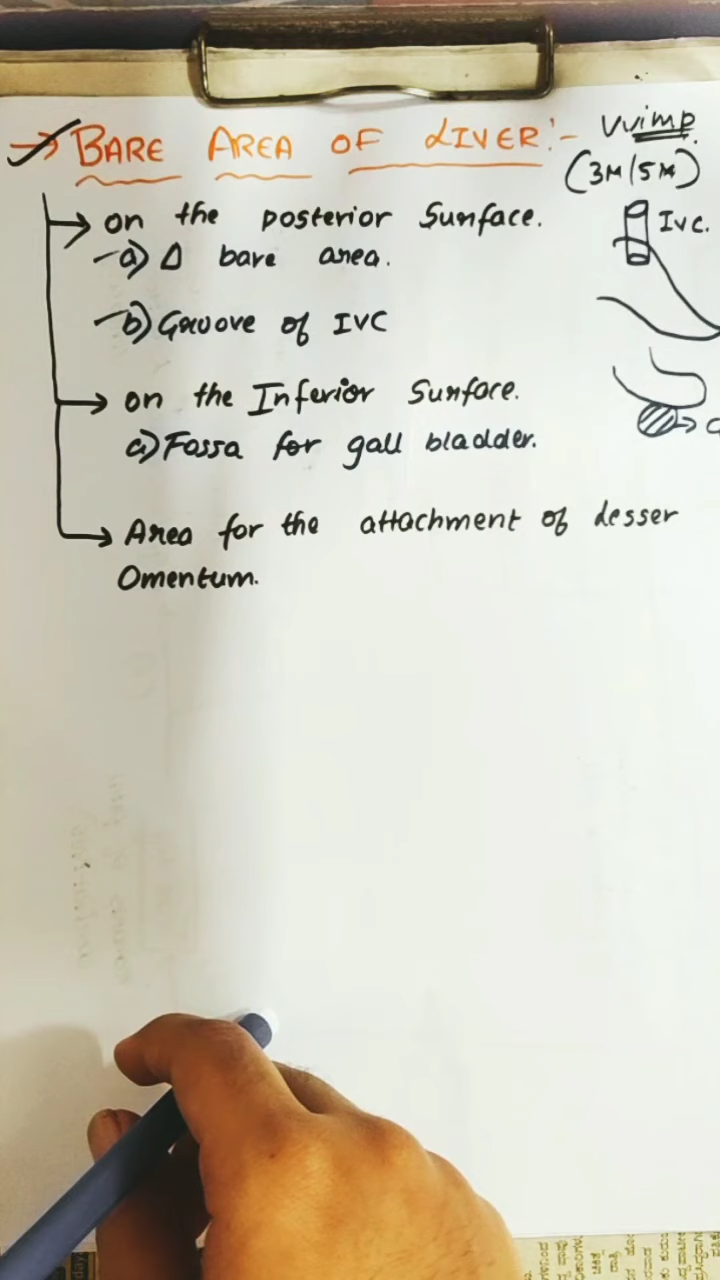 → BARE AREA OF LIVER:- VVimp.
(3M/5M)
→ on the posterior Surface.
a) Δ bare area.
IVC.
b) Groove of IVC
→ on the Inferior Surface.
a) Fossa for gall bladder.
→ Area for the attachment of lesser
Omentum.